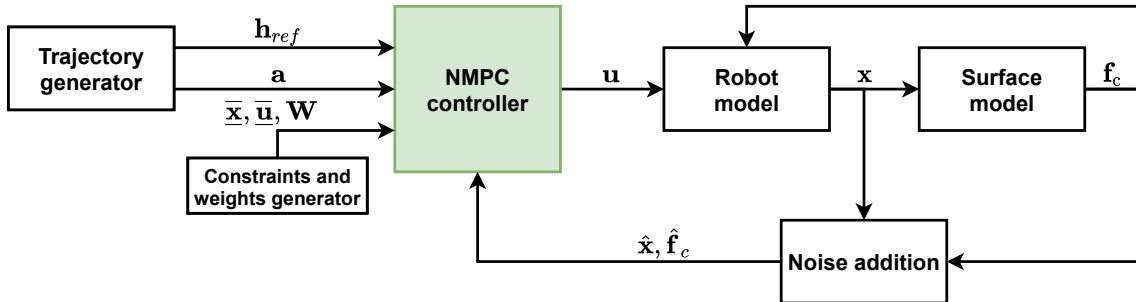 Trajectory
generator
h_ref
a
x̲̅, u̲̅, W
Constraints and
weights generator
NMPC
controller
u
Robot
model
x
Surface
model
f_c
x̂, f̂_c
Noise addition